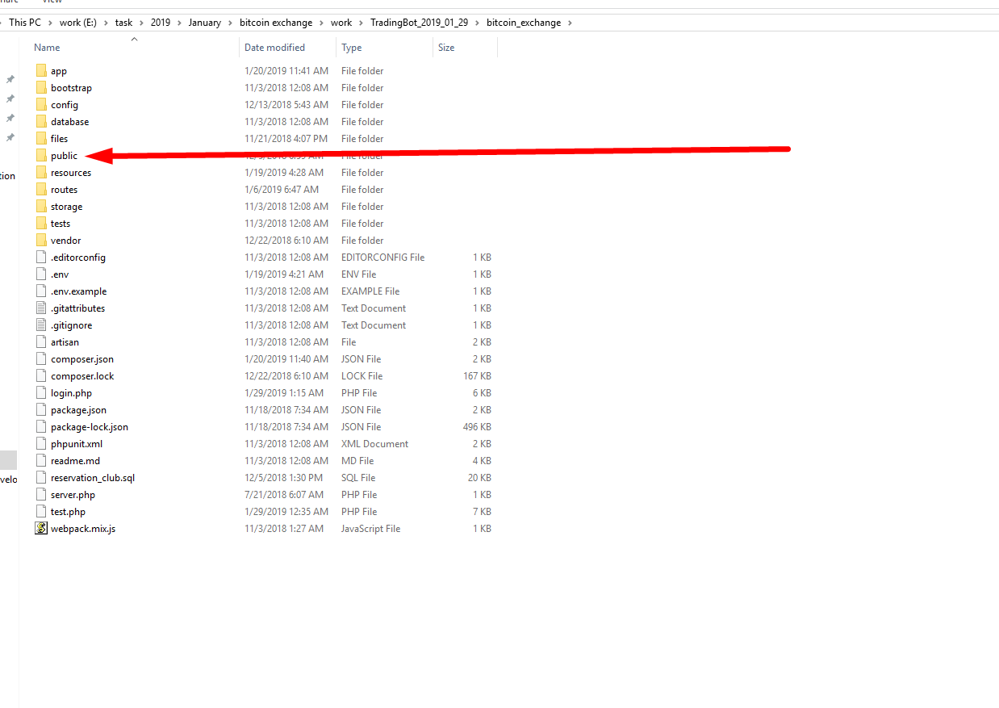 View
This PC > work (E:) > task > 2019 > January > bitcoin exchange > work > TradingBot_2019_01_29 > bitcoin_exchange >
Name Date modified Type Size
app 1/20/2019 11:41 AM File folder
bootstrap 11/3/2018 12:08 AM File folder
config 12/13/2018 5:43 AM File folder
database 11/3/2018 12:08 AM File folder
files 11/21/2018 4:07 PM File folder
public File folder
resources 1/19/2019 4:28 AM File folder
tion
routes 1/6/2019 6:47 AM File folder
storage 11/3/2018 12:08 AM File folder
tests 11/3/2018 12:08 AM File folder
vendor 12/22/2018 6:10 AM File folder
.editorconfig 11/3/2018 12:08 AM EDITORCONFIG File 1 KB
.env 1/19/2019 4:21 AM ENV File 1 KB
.env.example 11/3/2018 12:08 AM EXAMPLE File 1 KB
.gitattributes 11/3/2018 12:08 AM Text Document 1 KB
.gitignore 11/3/2018 12:08 AM Text Document 1 KB
artisan 11/3/2018 12:08 AM File 2 KB
composer.json 1/20/2019 11:40 AM JSON File 2 KB
composer.lock 12/22/2018 6:10 AM LOCK File 167 KB
login.php 1/29/2019 1:15 AM PHP File 6 KB
package.json 11/18/2018 7:34 AM JSON File 2 KB
package-lock.json 11/18/2018 7:34 AM JSON File 496 KB
phpunit.xml 11/3/2018 12:08 AM XML Document 2 KB
readme.md 11/3/2018 12:08 AM MD File 4 KB
velo
reservation_club.sql 12/5/2018 1:30 PM SQL File 20 KB
server.php 7/21/2018 6:07 AM PHP File 1 KB
test.php 1/29/2019 12:35 AM PHP File 7 KB
webpack.mix.js 11/3/2018 1:27 AM JavaScript File 1 KB